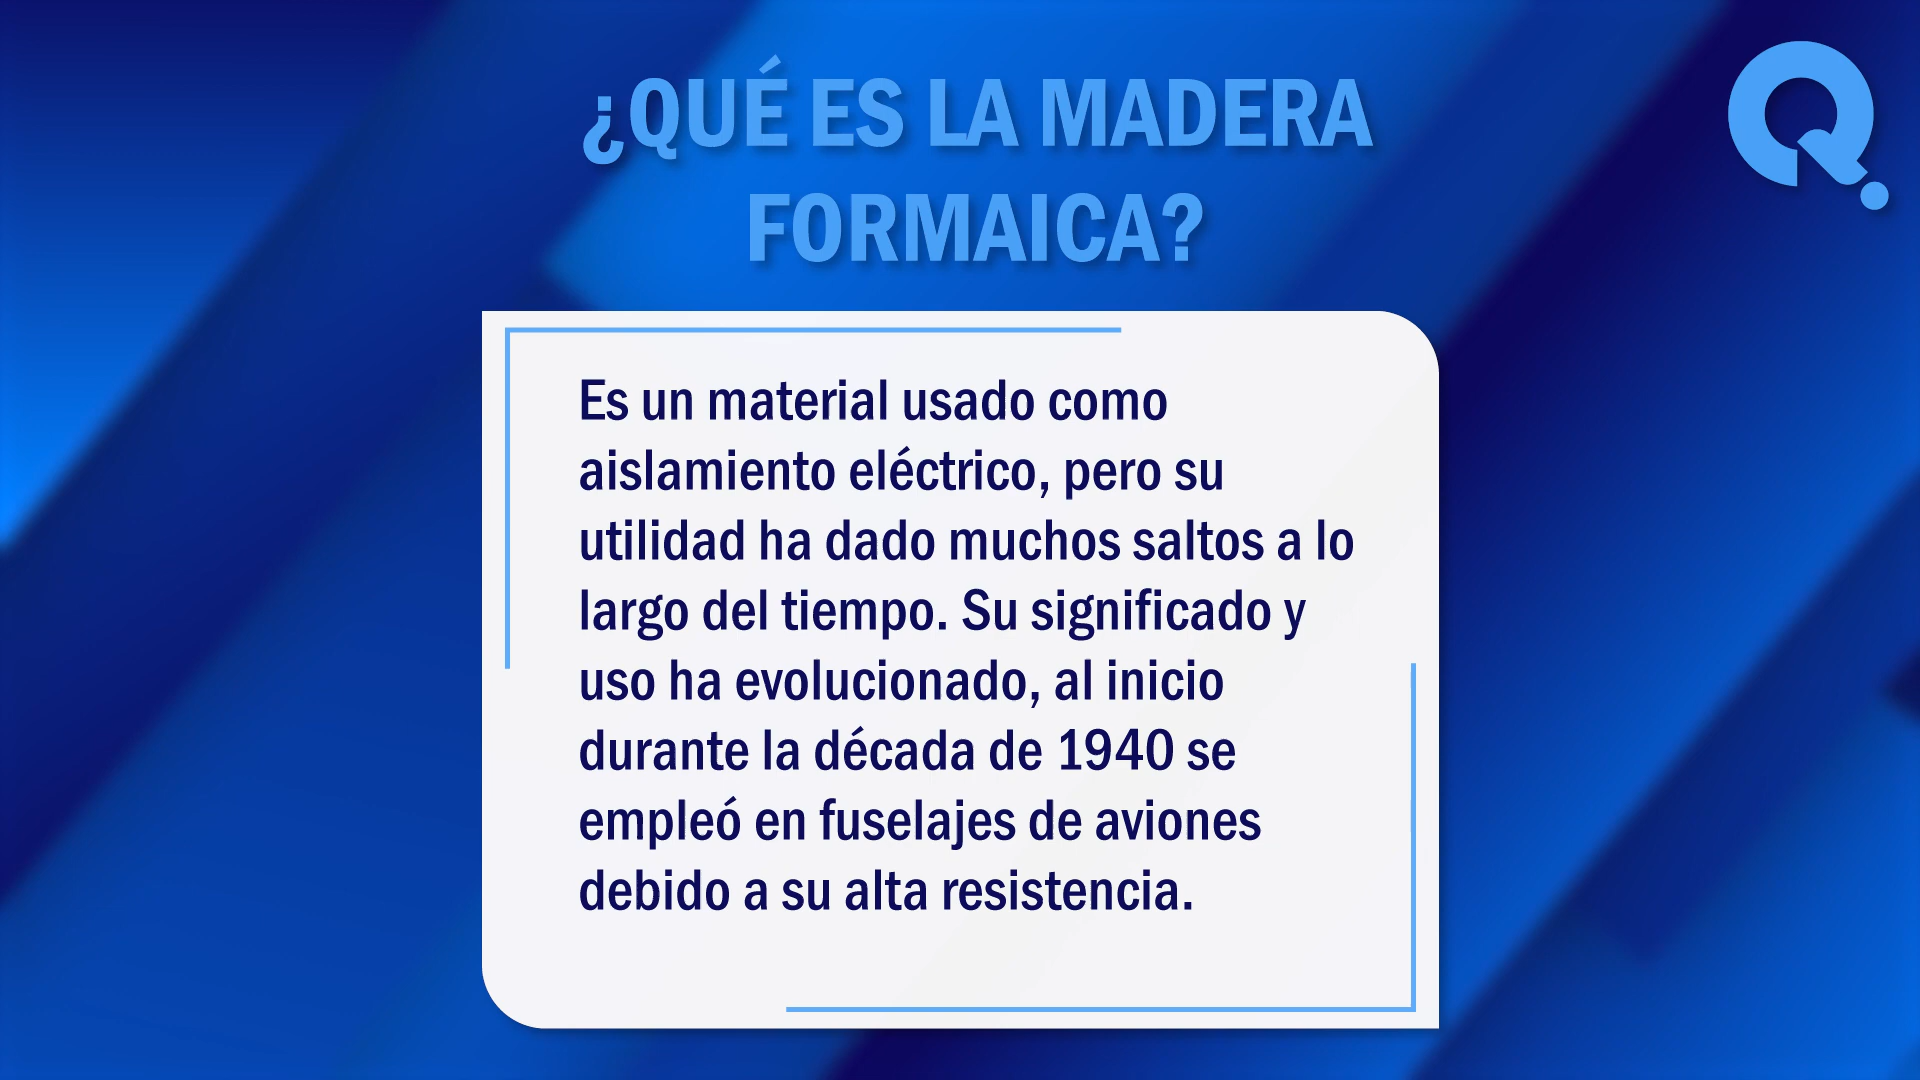 ¿QUÉ ES LA MADERA
FORMAICA?
Es un material usado como
aislamiento eléctrico, pero su
utilidad ha dado muchos saltos a lo
largo del tiempo. Su significado y
uso ha evolucionado, al inicio
durante la década de 1940 se
empleó en fuselajes de aviones
debido a su alta resistencia.